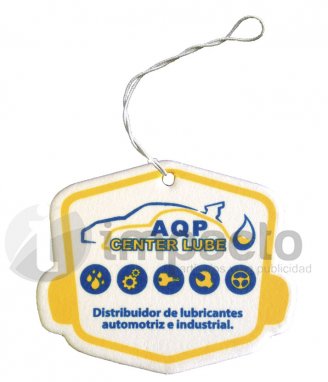 AQP
CENTER LUBE
impacto
publicidad
Distribuidor de lubricantes
automotriz e industrial.